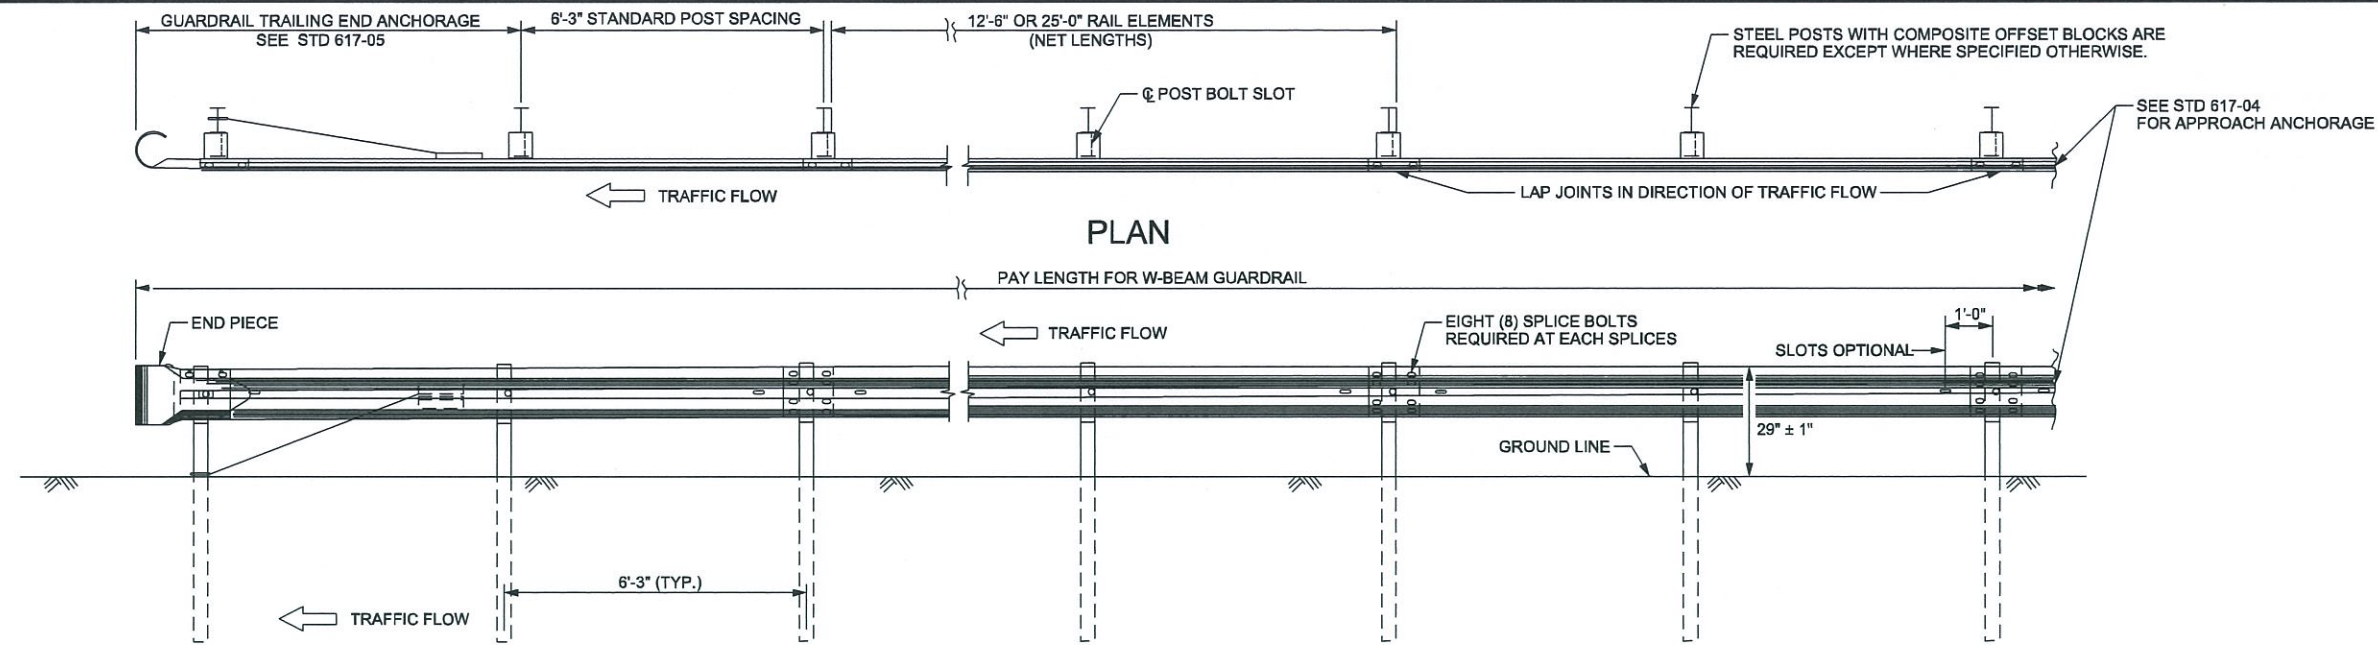 GUARDRAIL TRAILING END ANCHORAGE
SEE STD 617-05
6'-3" STANDARD POST SPACING
12'-6" OR 25'-0" RAIL ELEMENTS
(NET LENGTHS)
STEEL POSTS WITH COMPOSITE OFFSET BLOCKS ARE
REQUIRED EXCEPT WHERE SPECIFIED OTHERWISE.
℄ POST BOLT SLOT
SEE STD 617-04
FOR APPROACH ANCHORAGE
TRAFFIC FLOW
LAP JOINTS IN DIRECTION OF TRAFFIC FLOW
PLAN
PAY LENGTH FOR W-BEAM GUARDRAIL
END PIECE
TRAFFIC FLOW
EIGHT (8) SPLICE BOLTS
REQUIRED AT EACH SPLICES
1'-0"
SLOTS OPTIONAL
29" ± 1"
GROUND LINE
6'-3" (TYP.)
TRAFFIC FLOW